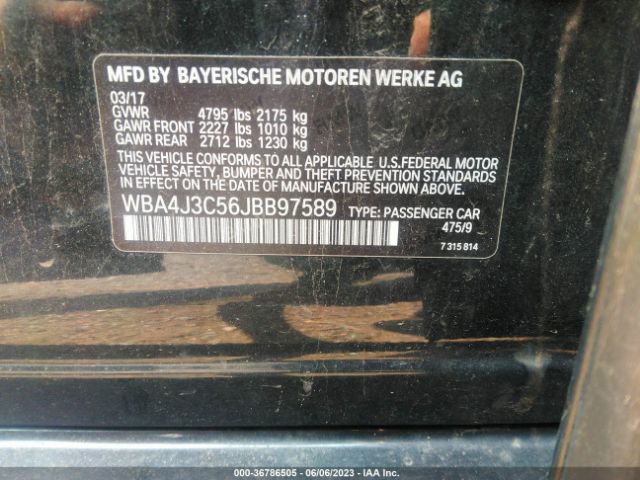 MFD BY BAYERISCHE MOTOREN WERKE AG
03/17
GVWR 4795 lbs 2175 kg
GAWR FRONT 2227 lbs 1010 kg
GAWR REAR 2712 lbs 1230 kg
THIS VEHICLE CONFORMS TO ALL APPLICABLE U.S.FEDERAL MOTOR
VEHICLE SAFETY, BUMPER, AND THEFT PREVENTION STANDARDS
IN EFFECT ON THE DATE OF MANUFACTURE SHOWN ABOVE.
WBA4J3C56JBB97589 TYPE: PASSENGER CAR
475/9
7 315 814
000-36786505 - 06/06/2023 - IAA Inc.